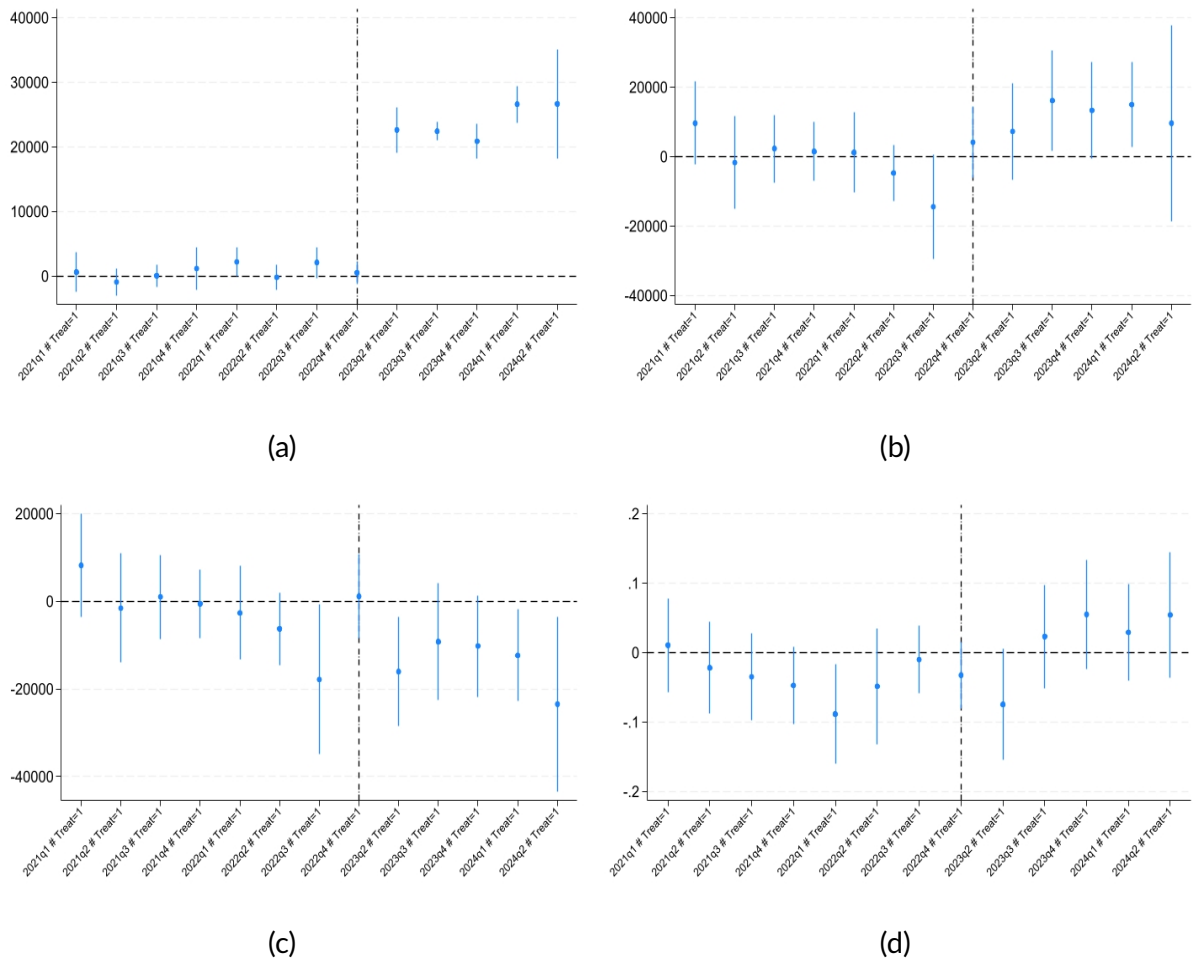 40000
30000
20000
10000
0
2021q1 # Treat=1
2021q2 # Treat=1
2021q3 # Treat=1
2021q4 # Treat=1
2022q1 # Treat=1
2022q2 # Treat=1
2022q3 # Treat=1
2022q4 # Treat=1
2023q2 # Treat=1
2023q3 # Treat=1
2023q4 # Treat=1
2024q1 # Treat=1
2024q2 # Treat=1
(a)
40000
20000
0
-20000
-40000
2021q1 # Treat=1
2021q2 # Treat=1
2021q3 # Treat=1
2021q4 # Treat=1
2022q1 # Treat=1
2022q2 # Treat=1
2022q3 # Treat=1
2022q4 # Treat=1
2023q2 # Treat=1
2023q3 # Treat=1
2023q4 # Treat=1
2024q1 # Treat=1
2024q2 # Treat=1
(b)
20000
0
-20000
-40000
2021q1 # Treat=1
2021q2 # Treat=1
2021q3 # Treat=1
2021q4 # Treat=1
2022q1 # Treat=1
2022q2 # Treat=1
2022q3 # Treat=1
2022q4 # Treat=1
2023q2 # Treat=1
2023q3 # Treat=1
2023q4 # Treat=1
2024q1 # Treat=1
2024q2 # Treat=1
(c)
.2
.1
0
-.1
-.2
2021q1 # Treat=1
2021q2 # Treat=1
2021q3 # Treat=1
2021q4 # Treat=1
2022q1 # Treat=1
2022q2 # Treat=1
2022q3 # Treat=1
2022q4 # Treat=1
2023q2 # Treat=1
2023q3 # Treat=1
2023q4 # Treat=1
2024q1 # Treat=1
2024q2 # Treat=1
(d)